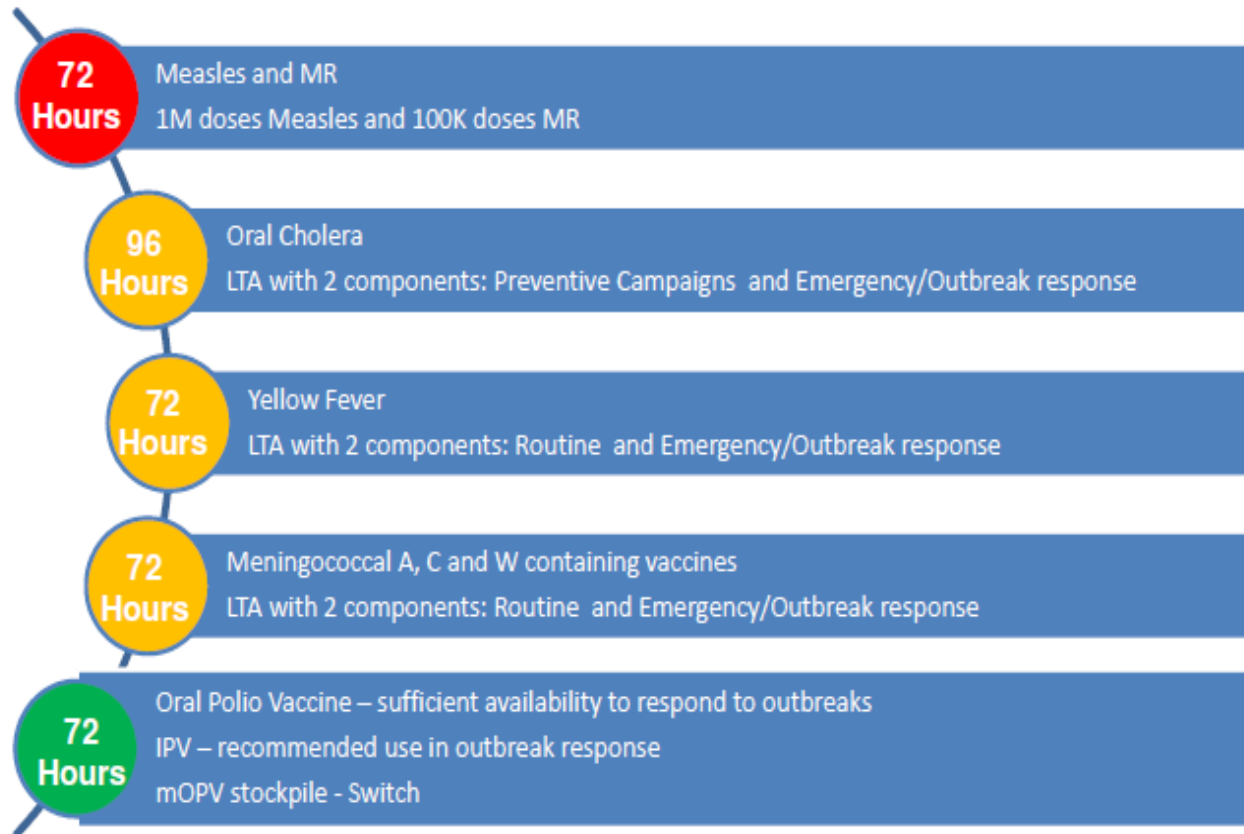 72
Hours
Measles and MR
1M doses Measles and 100K doses MR
96
Hours
Oral Cholera
LTA with 2 components: Preventive Campaigns and Emergency/Outbreak response
72
Hours
Yellow Fever
LTA with 2 components: Routine and Emergency/Outbreak response
72
Hours
Meningococcal A, C and W containing vaccines
LTA with 2 components: Routine and Emergency/Outbreak response
72
Hours
Oral Polio Vaccine – sufficient availability to respond to outbreaks
IPV – recommended use in outbreak response
mOPV stockpile - Switch